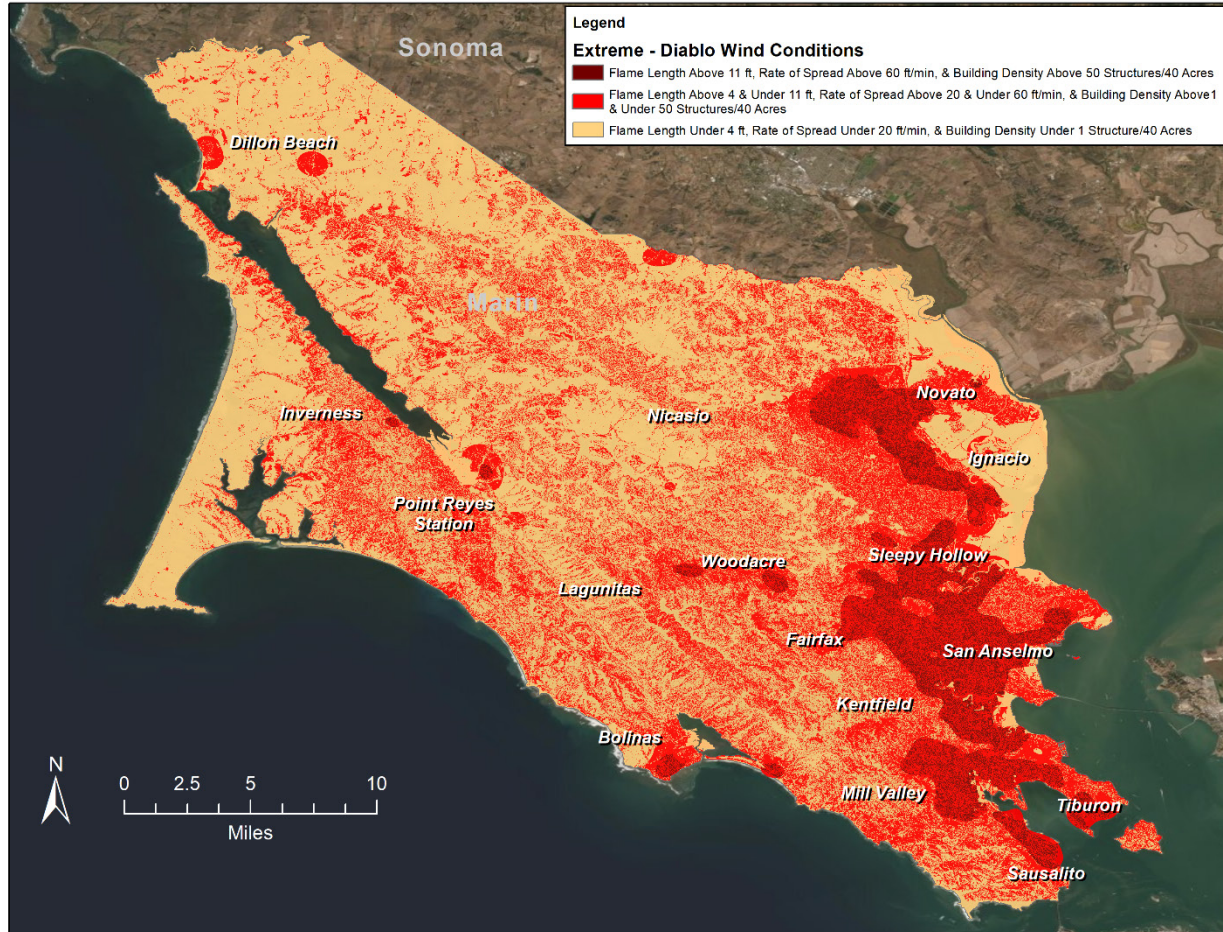 Legend
Extreme - Diablo Wind Conditions
Flame Length Above 11 ft, Rate of Spread Above 60 ft/min, & Building Density Above 50 Structures/40 Acres
Flame Length Above 4 & Under 11 ft, Rate of Spread Above 20 & Under 60 ft/min, & Building Density Above1
& Under 50 Structures/40 Acres
Flame Length Under 4 ft, Rate of Spread Under 20 ft/min, & Building Density Under 1 Structure/40 Acres
Sonoma
Dillon Beach
Marin
Novato
Inverness
Nicasio
Ignacio
Point Reyes
Station
Sleepy Hollow
Woodacre
Lagunitas
Fairfax
San Anselmo
Kentfield
Bolinas
Mill Valley
Tiburon
Sausalito
N
0 2.5 5 10
Miles